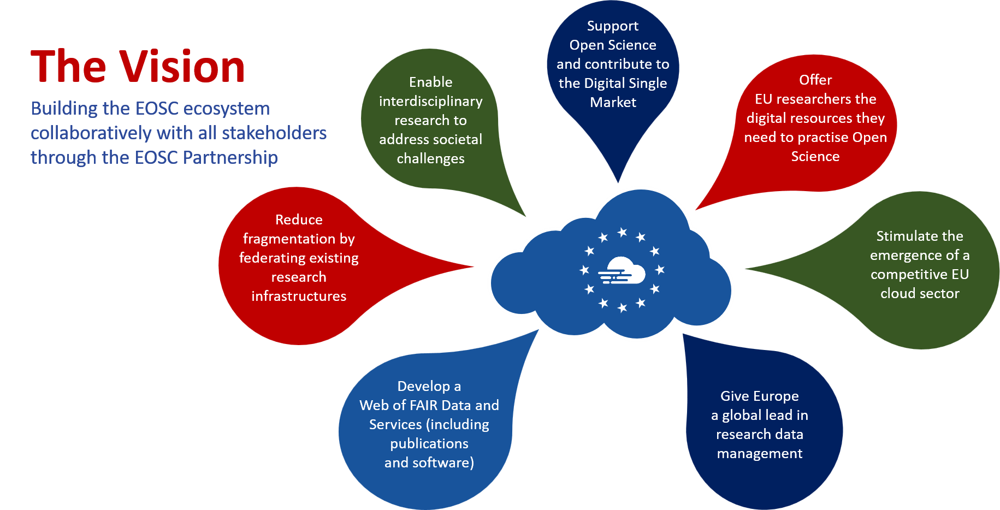 The Vision
Building the EOSC ecosystem
collaboratively with all stakeholders
through the EOSC Partnership
Support
Open Science
and contribute to
the Digital Single
Market
Offer
EU researchers the
digital resources they
need to practise Open
Science
Stimulate the
emergence of a
competitive EU
cloud sector
Give Europe
a global lead in
research data
management
Develop a
Web of FAIR Data and
Services (including
publications
and software)
Reduce
fragmentation by
federating existing
research
infrastructures
Enable
interdisciplinary
research to
address societal
challenges